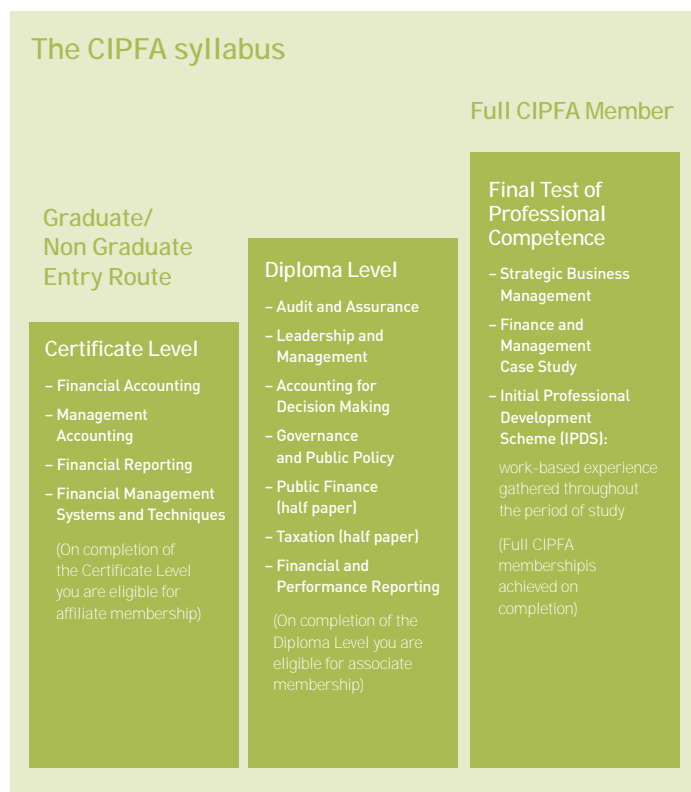 The CIPFA syllabus
Full CIPFA Member
Graduate/
Non Graduate
Entry Route
Certificate Level
– Financial Accounting
– Management
Accounting
– Financial Reporting
– Financial Management
Systems and Techniques
(On completion of
the Certificate Level
you are eligible for
affiliate membership)
Diploma Level
– Audit and Assurance
– Leadership and
Management
– Accounting for
Decision Making
– Governance
and Public Policy
– Public Finance
(half paper)
– Taxation (half paper)
– Financial and
Performance Reporting
(On completion of the
Diploma Level you are
eligible for associate
membership)
Final Test of
Professional
Competence
– Strategic Business
Management
– Finance and
Management
Case Study
– Initial Professional
Development
Scheme (IPDS):
work-based experience
gathered throughout
the period of study
(Full CIPFA
membershipis
achieved on
completion)